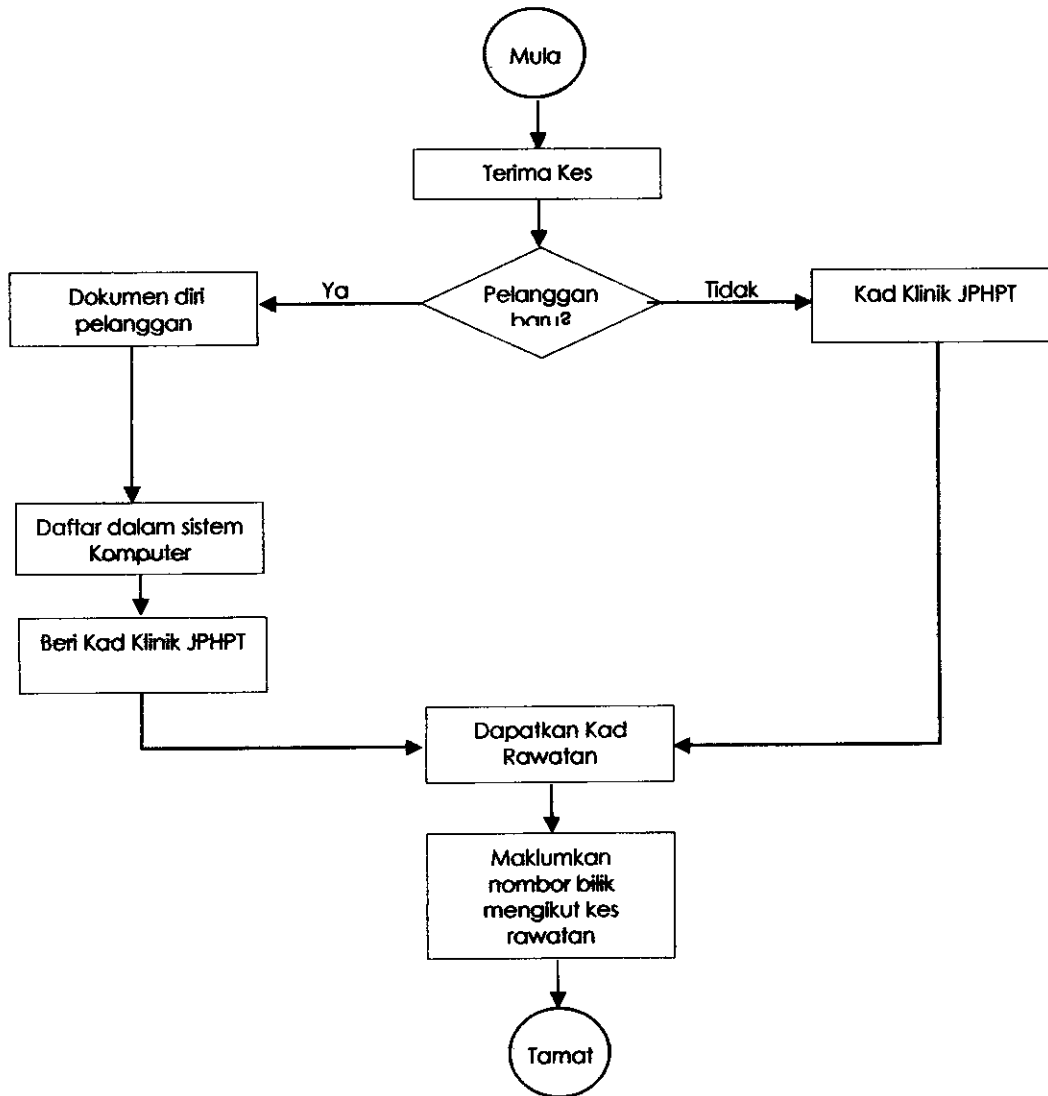 Mula
Terima Kes
Dokumen diri
pelanggan
Ya
Pelanggan
baru?
Tidak
Kad Klinik JPHPT
Daftar dalam sistem
Komputer
Beri Kad Klinik JPHPT
Dapatkan Kad
Rawatan
Maklumkan
nombor bilik
mengikut kes
rawatan
Tamat